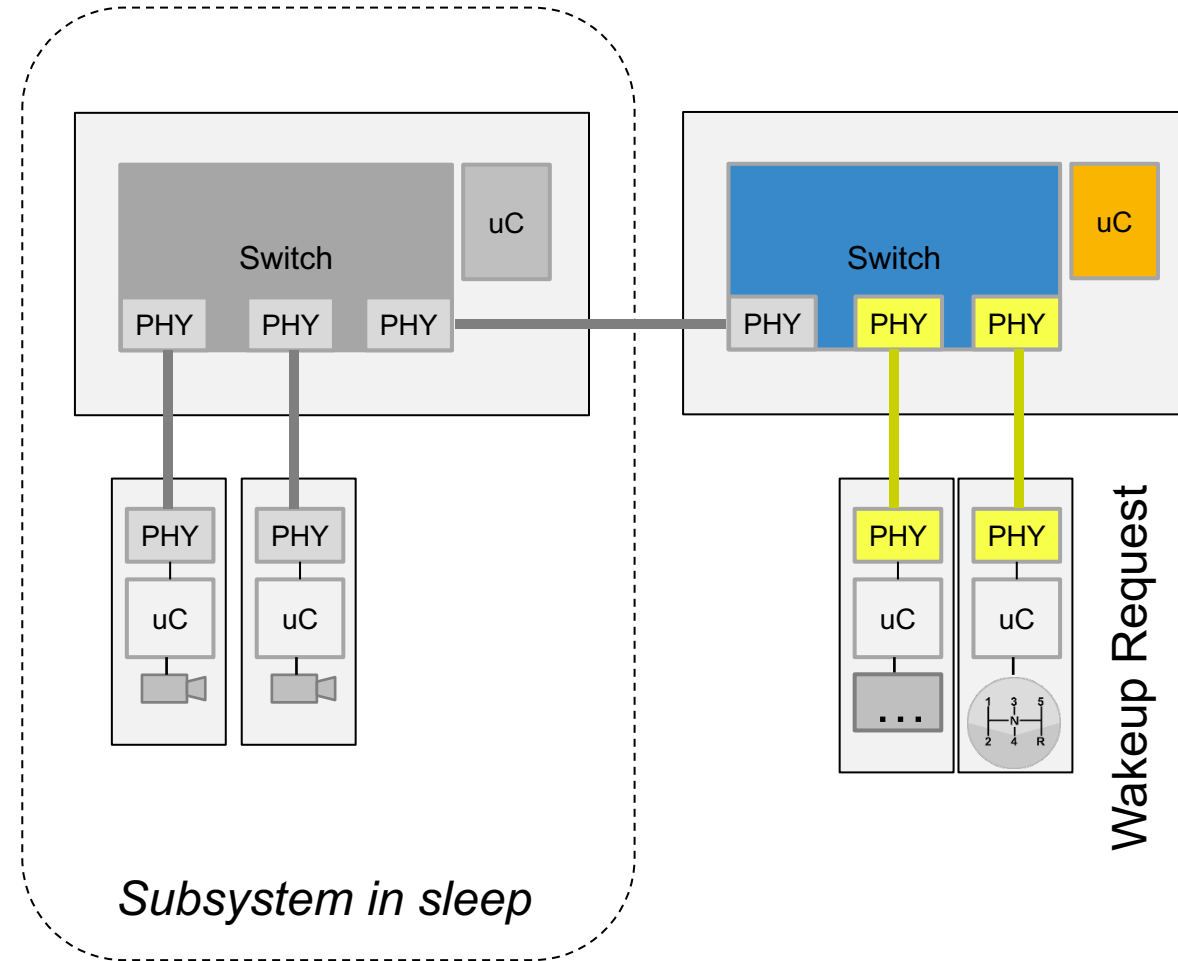 uC
uC
Switch
Switch
PHY PHY PHY
PHY PHY PHY
PHY PHY
PHY PHY
uC uC
uC uC
...
1 3 5
N
2 4 R
Wakeup Request
Subsystem in sleep